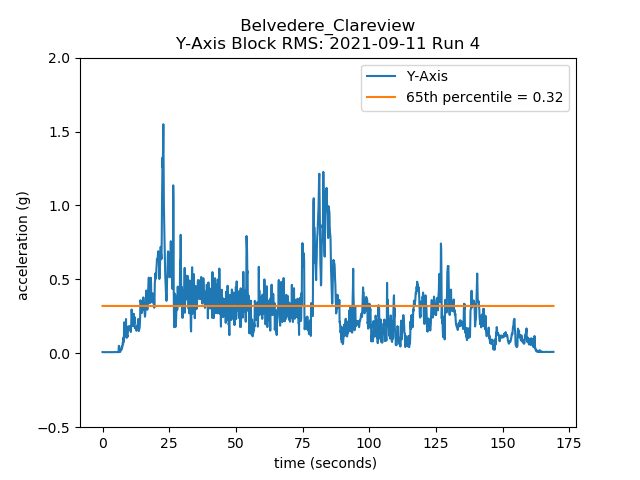 Belvedere_Clareview
Y-Axis Block RMS: 2021-09-11 Run 4
Y-Axis
65th percentile = 0.32
2.0
1.5
1.0
0.5
0.0
−0.5
acceleration (g)
0 25 50 75 100 125 150 175
time (seconds)